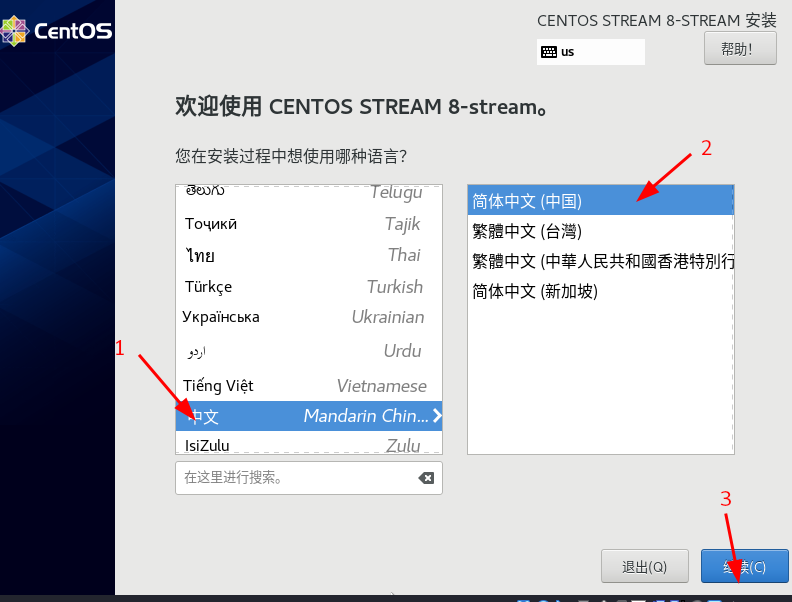 CentOS
CENTOS STREAM 8-STREAM 安装
us
帮助!
欢迎使用 CENTOS STREAM 8-stream。
您在安装过程中想使用哪种语言?
తెలుగు Telugu
Тоҷикӣ Tajik
ไทย Thai
Türkçe Turkish
Українська Ukrainian
اردو Urdu
Tiếng Việt Vietnamese
中文 Mandarin Chin...
IsiZulu Zulu
在这里进行搜索。
简体中文 (中国)
繁體中文 (台灣)
繁體中文 (中華人民共和國香港特別行
简体中文 (新加坡)
1
2
3
退出(Q)
继续(C)